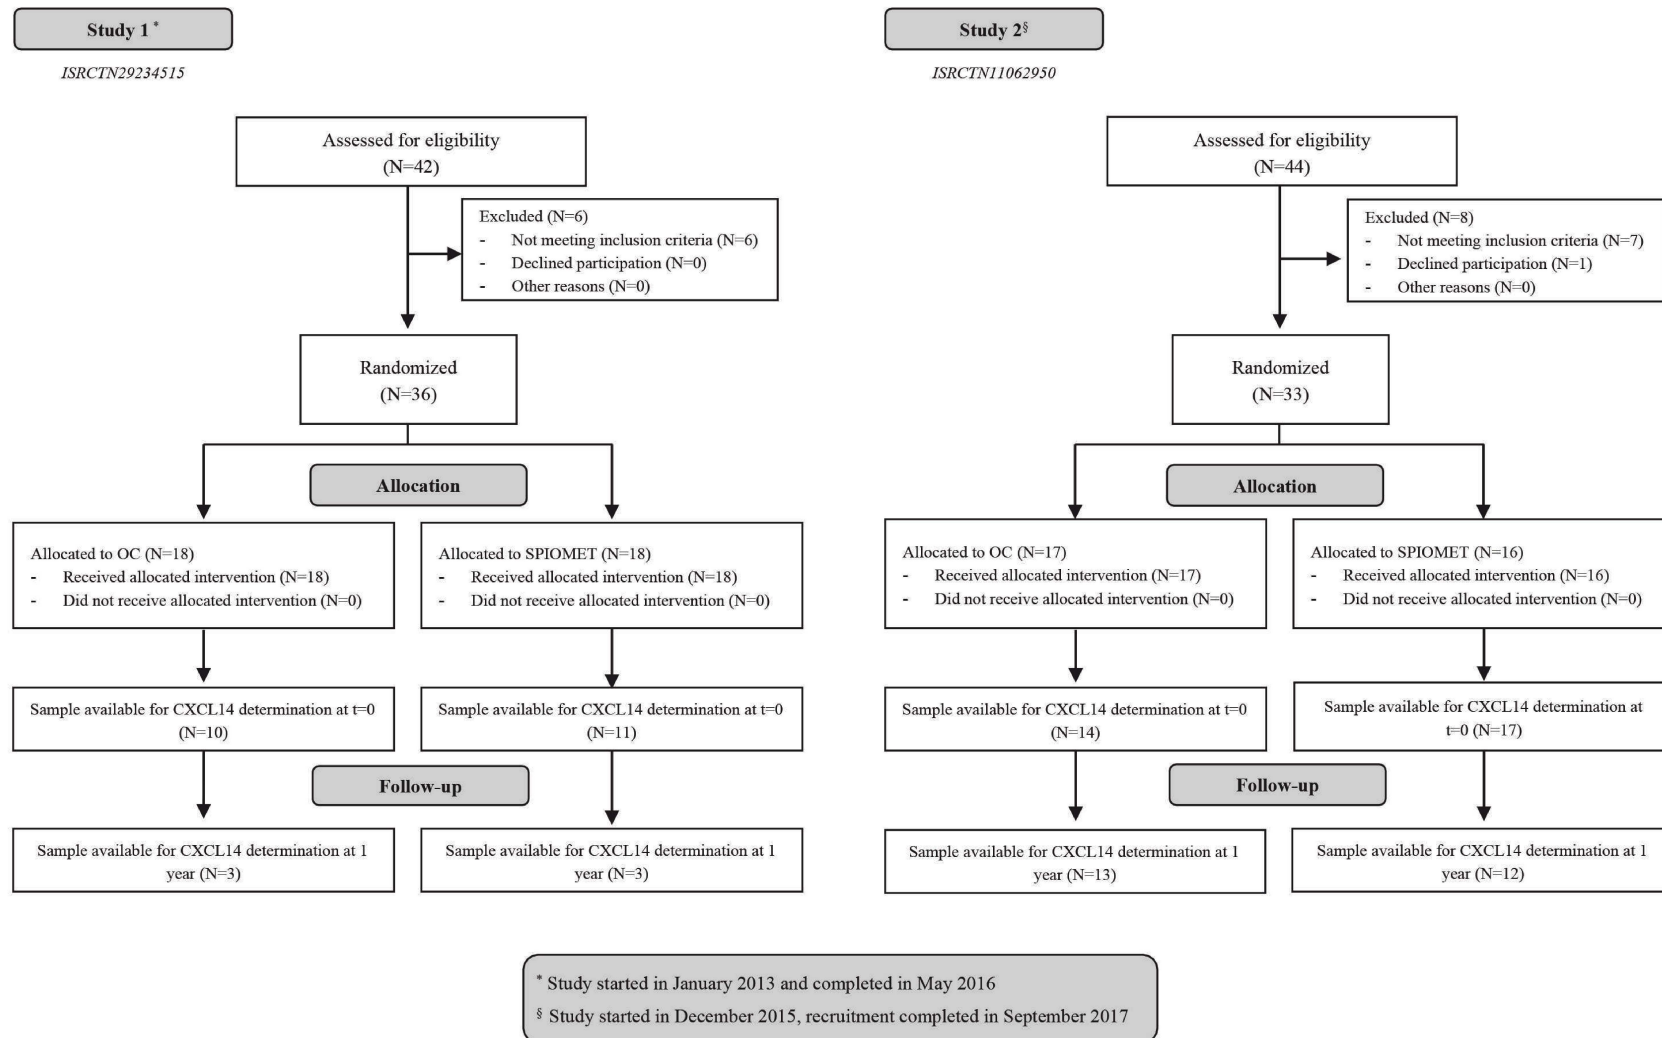 Study 1 *
ISRCTN29234515
Assessed for eligibility
(N=42)
Excluded (N=6)
- Not meeting inclusion criteria (N=6)
- Declined participation (N=0)
- Other reasons (N=0)
Randomized
(N=36)
Allocation
Allocated to OC (N=18)
- Received allocated intervention (N=18)
- Did not receive allocated intervention (N=0)
Allocated to SPIOMET (N=18)
- Received allocated intervention (N=18)
- Did not receive allocated intervention (N=0)
Sample available for CXCL14 determination at t=0
(N=10)
Sample available for CXCL14 determination at t=0
(N=11)
Follow-up
Sample available for CXCL14 determination at 1
year (N=3)
Sample available for CXCL14 determination at 1
year (N=3)
Study 2§
ISRCTN11062950
Assessed for eligibility
(N=44)
Excluded (N=8)
- Not meeting inclusion criteria (N=7)
- Declined participation (N=1)
- Other reasons (N=0)
Randomized
(N=33)
Allocation
Allocated to OC (N=17)
- Received allocated intervention (N=17)
- Did not receive allocated intervention (N=0)
Allocated to SPIOMET (N=16)
- Received allocated intervention (N=16)
- Did not receive allocated intervention (N=0)
Sample available for CXCL14 determination at t=0
(N=14)
Sample available for CXCL14 determination at
t=0 (N=17)
Follow-up
Sample available for CXCL14 determination at 1
year (N=13)
Sample available for CXCL14 determination at 1
year (N=12)
* Study started in January 2013 and completed in May 2016
§ Study started in December 2015, recruitment completed in September 2017